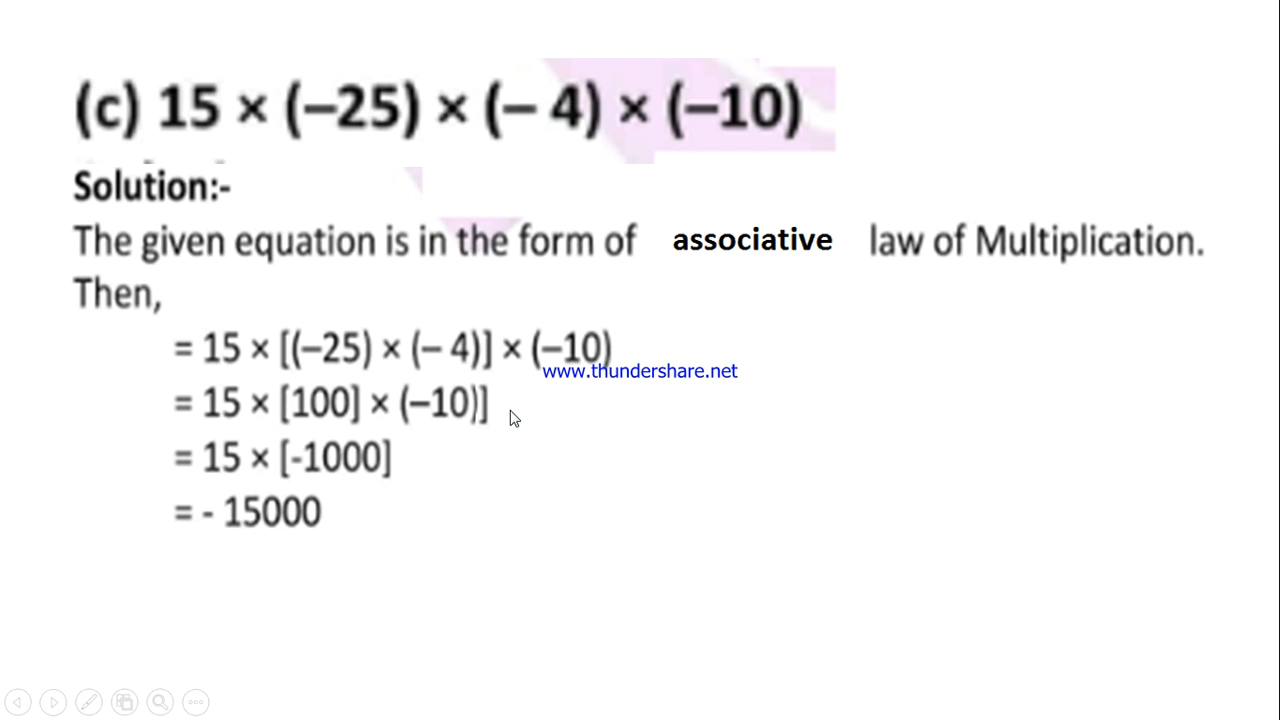 (c) 15 × (–25) × (– 4) × (–10)
Solution:-
The given equation is in the form of associative law of Multiplication.
Then,
= 15 × [(–25) × (– 4)] × (–10)
www.thundershare.net
= 15 × [100] × (–10)]
= 15 × [-1000]
= - 15000